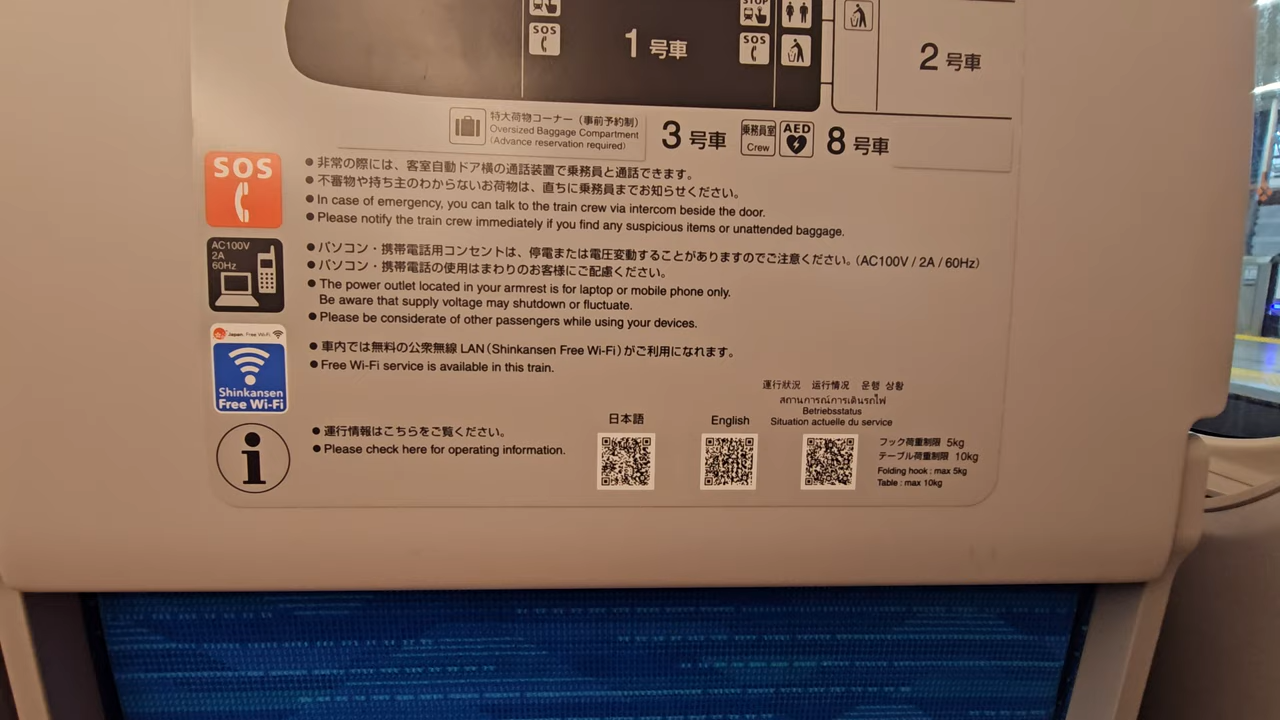 STOP
SOS
1 号車
SOS
2 号車
特大荷物コーナー（事前予約制）
Oversized Baggage Compartment
(Advance reservation required)
3 号車
乗務員室
Crew
AED
8 号車
SOS
● 非常の際には、客室自動ドア横の通話装置で乗務員と通話できます。
● 不審物や持ち主のわからないお荷物は、直ちに乗務員までお知らせください。
● In case of emergency, you can talk to the train crew via intercom beside the door.
● Please notify the train crew immediately if you find any suspicious items or unattended baggage.
AC100V
2A
60Hz
● パソコン・携帯電話用コンセントは、停電または電圧変動することがありますのでご注意ください。（AC100V / 2A / 60Hz）
● パソコン・携帯電話の使用はまわりのお客様にご配慮ください。
● The power outlet located in your armrest is for laptop or mobile phone only.
Be aware that supply voltage may shutdown or fluctuate.
● Please be considerate of other passengers while using your devices.
Japan. Free Wi-Fi
Shinkansen
Free Wi-Fi
● 車内では無料の公衆無線 LAN（Shinkansen Free Wi-Fi）がご利用になれます。
● Free Wi-Fi service is available in this train.
i
● 運行情報はこちらをご覧ください。
● Please check here for operating information.
日本語
English
運行狀況 运行情况 운행 상황
สถานการณ์การเดินรถไฟ
Betriebsstatus
Situation actuelle du service
フック荷重制限 5kg
テーブル荷重制限 10kg
Folding hook : max 5kg
Table : max 10kg